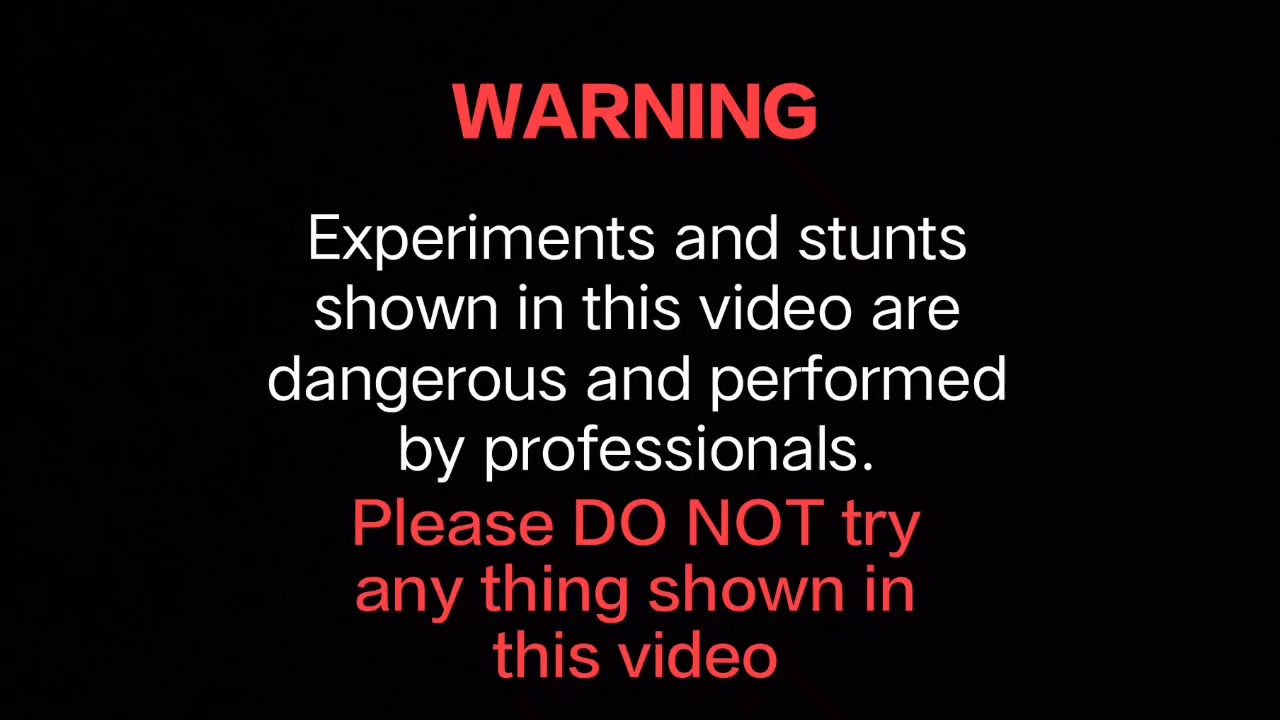 WARNING
Experiments and stunts
shown in this video are
dangerous and performed
by professionals.
Please DO NOT try
any thing shown in
this video